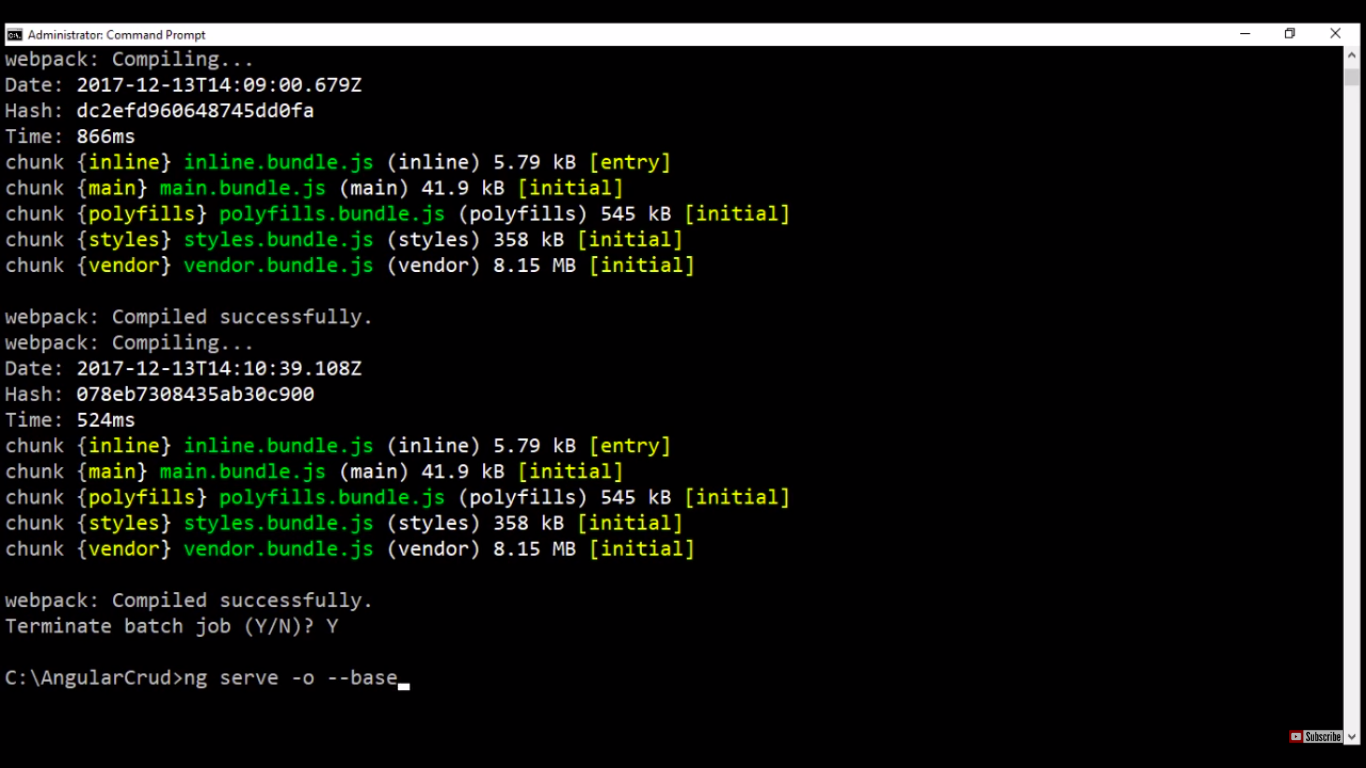 Administrator: Command Prompt
webpack: Compiling...
Date: 2017-12-13T14:09:00.679Z
Hash: dc2efd960648745dd0fa
Time: 866ms
chunk {inline} inline.bundle.js (inline) 5.79 kB [entry]
chunk {main} main.bundle.js (main) 41.9 kB [initial]
chunk {polyfills} polyfills.bundle.js (polyfills) 545 kB [initial]
chunk {styles} styles.bundle.js (styles) 358 kB [initial]
chunk {vendor} vendor.bundle.js (vendor) 8.15 MB [initial]
webpack: Compiled successfully.
webpack: Compiling...
Date: 2017-12-13T14:10:39.108Z
Hash: 078eb7308435ab30c900
Time: 524ms
chunk {inline} inline.bundle.js (inline) 5.79 kB [entry]
chunk {main} main.bundle.js (main) 41.9 kB [initial]
chunk {polyfills} polyfills.bundle.js (polyfills) 545 kB [initial]
chunk {styles} styles.bundle.js (styles) 358 kB [initial]
chunk {vendor} vendor.bundle.js (vendor) 8.15 MB [initial]
webpack: Compiled successfully.
Terminate batch job (Y/N)? Y
C:\AngularCrud>ng serve -o --base
Subscribe